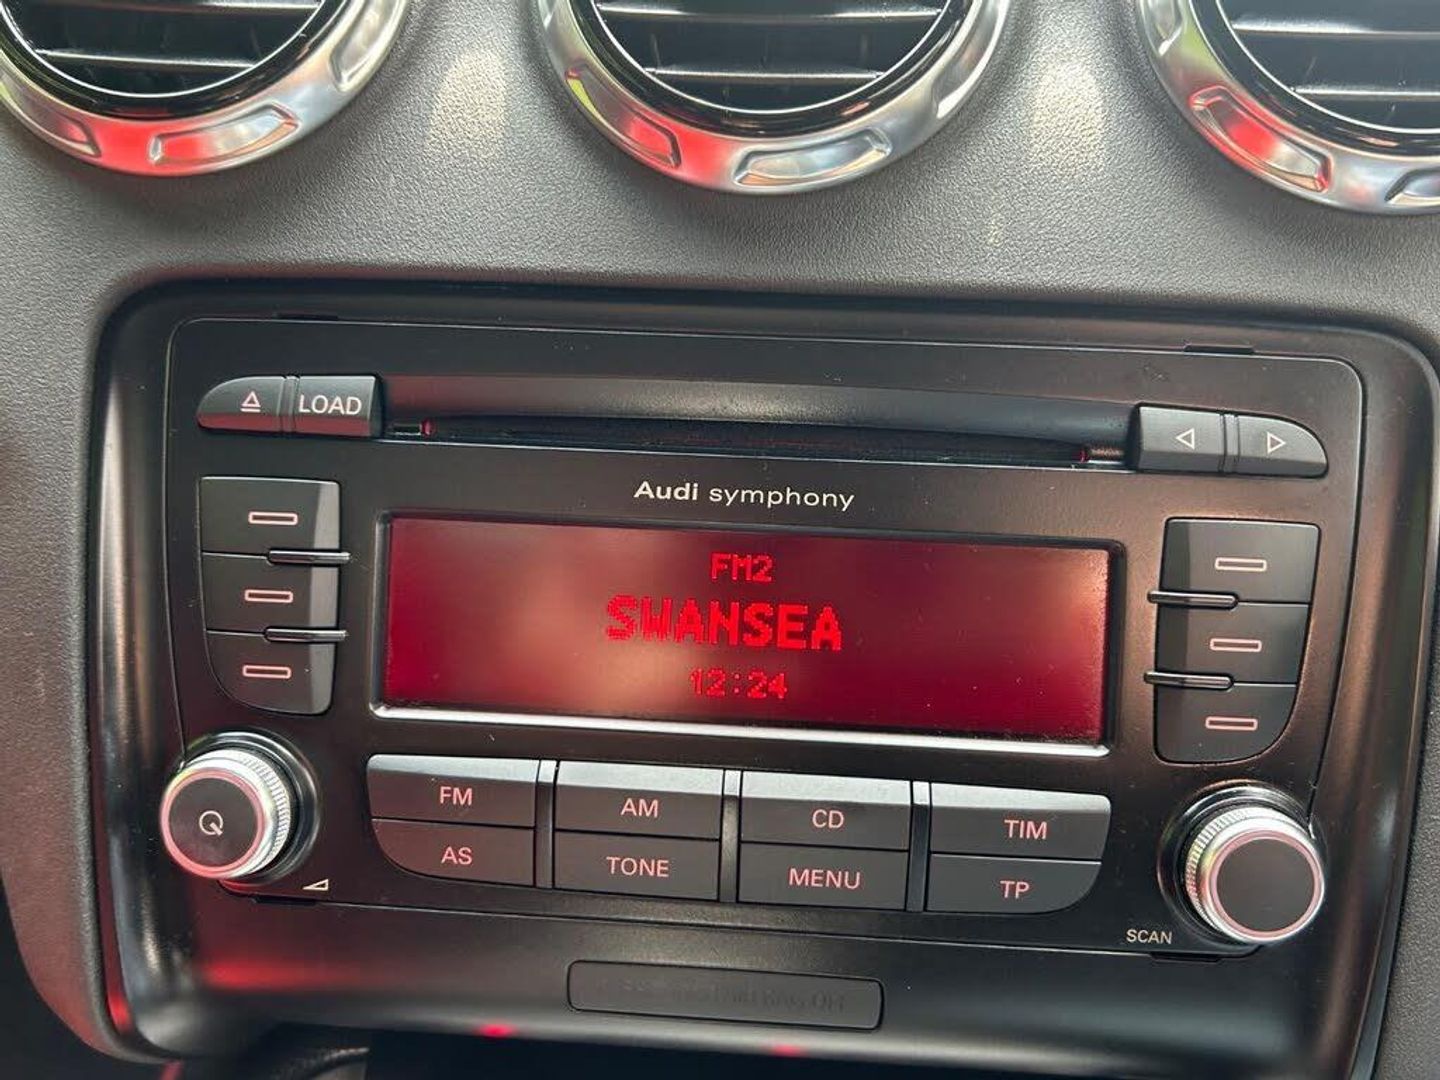 LOAD
Audi symphony
FM2
SWANSEA
12:24
FM
AM
CD
TIM
AS
TONE
MENU
TP
SCAN